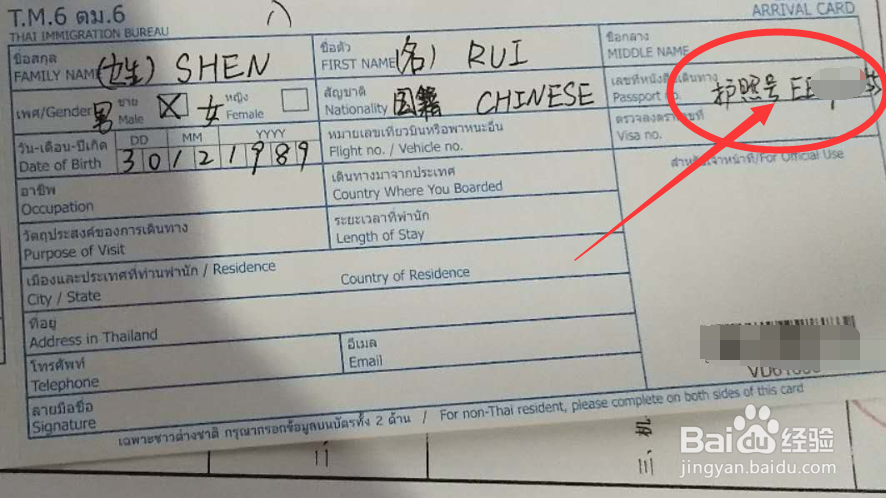 T.M.6 ตม.6
THAI IMMIGRATION BUREAU
ARRIVAL CARD
ชื่อสกุล
FAMILY NAME (姓) SHEN
ชื่อตัว
FIRST NAME (名) RUI
ชื่อกลาง
MIDDLE NAME
เพศ/Gender 男 ชาย Male X 女 หญิง Female
สัญชาติ
Nationality 国籍 CHINESE
เลขที่หนังสือเดินทาง
Passport no. 护照号 EE
วัน-เดือน-ปีเกิด
Date of Birth
DD MM YYYY
30 12 1989
หมายเลขเที่ยวบินหรือพาหนะอื่น
Flight no. / Vehicle no.
ตรวจลงตราเลขที่
Visa no.
อาชีพ
Occupation
เดินทางมาจากประเทศ
Country Where You Boarded
สำหรับเจ้าหน้าที่/For Official Use
วัตถุประสงค์ของการเดินทาง
Purpose of Visit
ระยะเวลาที่พำนัก
Length of Stay
เมืองและประเทศที่ท่านพำนัก / Residence
City / State
Country of Residence
ที่อยู่
Address in Thailand
โทรศัพท์
Telephone
อีเมล
Email
ลายมือชื่อ
Signature
เฉพาะชาวต่างชาติ กรุณากรอกข้อมูลบนบัตรทั้ง 2 ด้าน / For non-Thai resident, please complete on both sides of this card
三、机
Baidu经验
jingyan.baidu.com